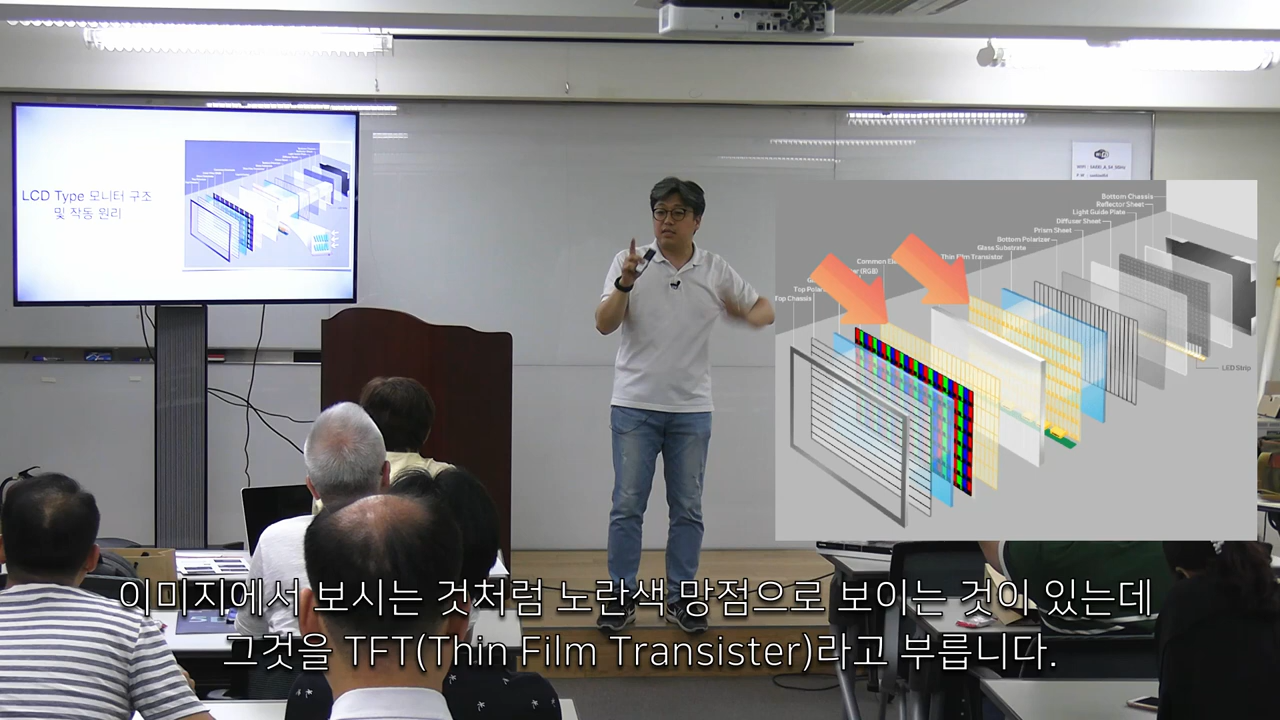 LCD Type 모니터 구조
및 작동 원리
Bottom Chassis
Reflector Sheet
Light Guide Plate
Diffuser Sheet
Prism Sheet
Bottom Polarizer
Glass Substrate
Thin Film Transistor
Common
(RGB)
Top
Top Chassis
LED Strip
이미지에서 보시는 것처럼 노란색 망점으로 보이는 것이 있는데
그것을 TFT(Thin Film Transister)라고 부릅니다.